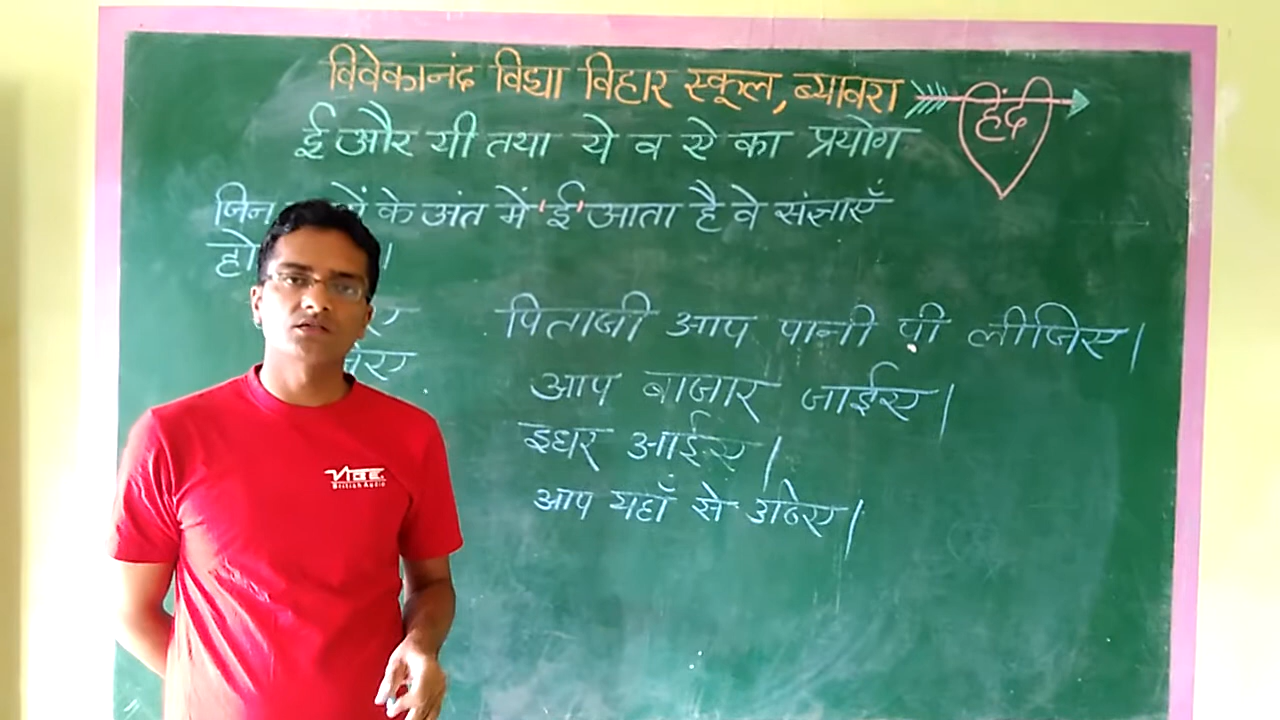 विवेकानंद विद्या विहार स्कूल, ब्यावरा
हिंदी
ई और यी तथा ये व ऐ का प्रयोग
जिन के अंत में 'ई' आता है वे संज्ञाएँ
हो
पिताजी आप पानी पी लीजिए।
आप बाजार जाईए।
इधर आईए।
आप यहाँ से उठिए।
VIBE
British Audio